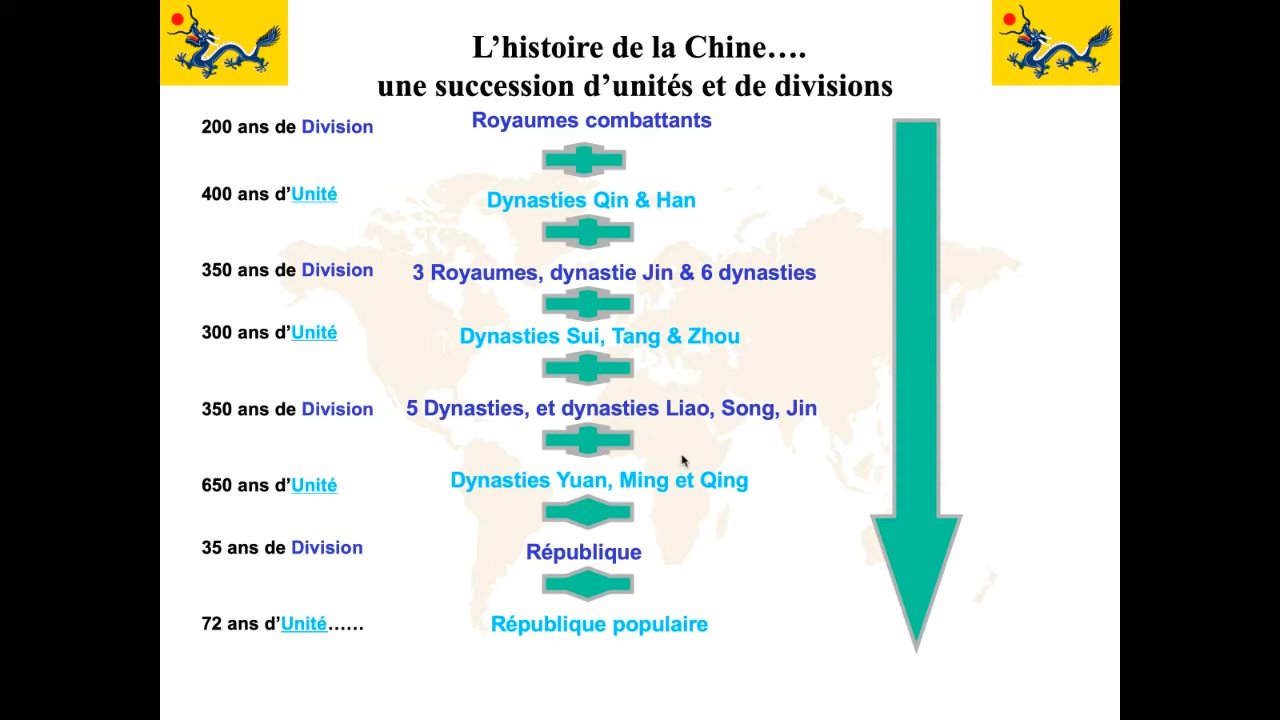 L’histoire de la Chine….
une succession d’unités et de divisions
200 ans de Division
Royaumes combattants
400 ans d’Unité
Dynasties Qin & Han
350 ans de Division
3 Royaumes, dynastie Jin & 6 dynasties
300 ans d’Unité
Dynasties Sui, Tang & Zhou
350 ans de Division
5 Dynasties, et dynasties Liao, Song, Jin
650 ans d’Unité
Dynasties Yuan, Ming et Qing
35 ans de Division
République
72 ans d’Unité……
République populaire